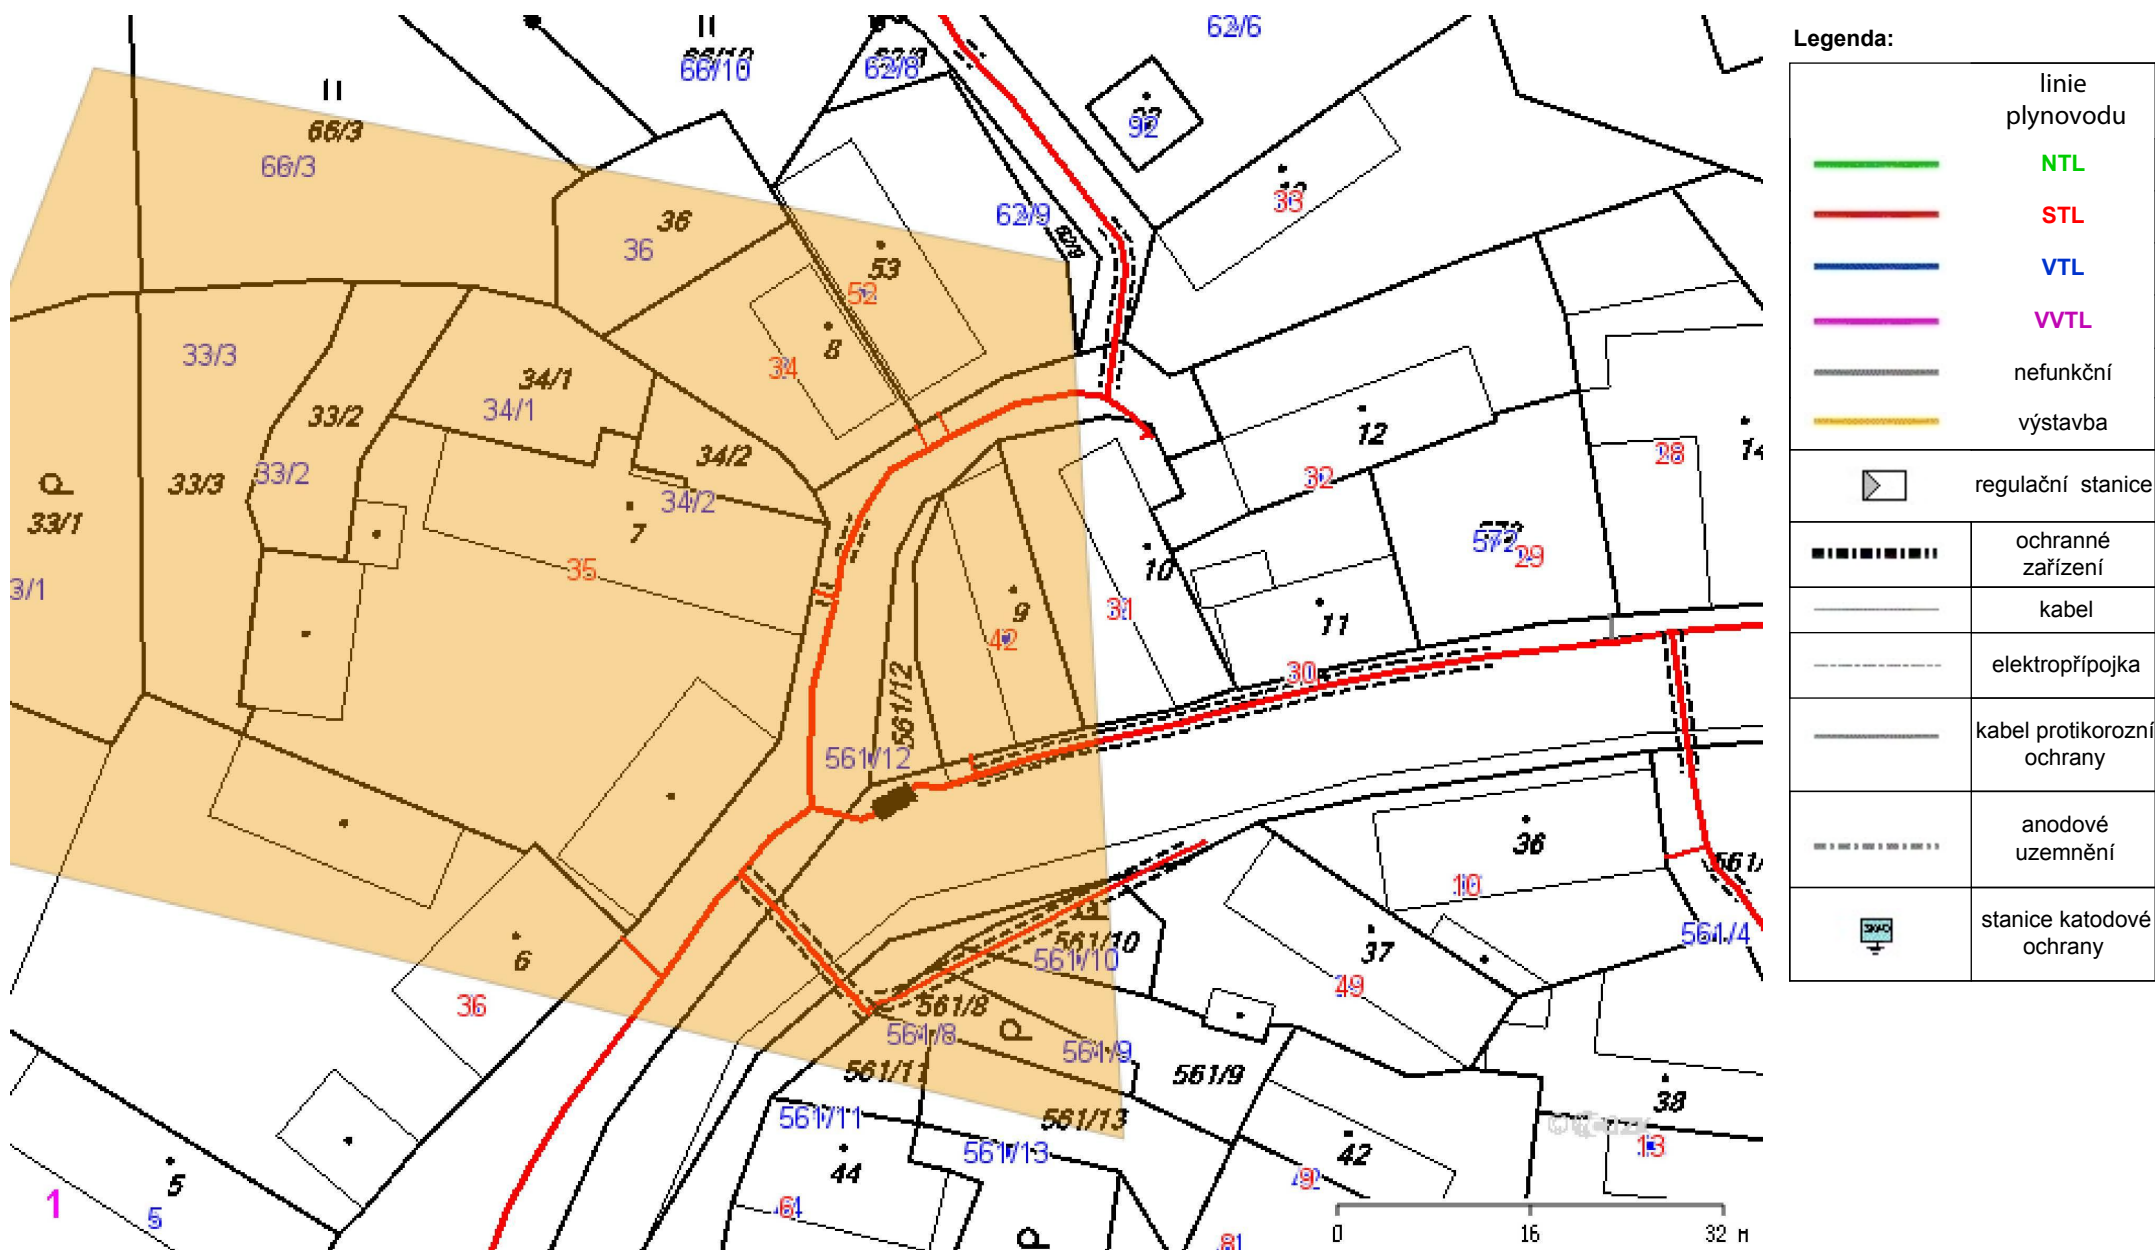 62/6
66/10
62/8
66/3
66/3
92
33
36
36
62/9
62/9
53
52
8
34
33/3
34/1
34/1
33/2
12
34/2
33/2
34/2
33/3
33/1
3/1
7
35
32
28
14
572
29
10
31
9
42
11
30
561/12
561/12
36
10
561/
561/4
37
49
561/10
561/10
P
P
P
6
36
561/8
561/8
561/9
561/9
561/11
561/11
561/13
561/13
44
42
38
13
5
5
1
0 16 32 M
Legenda:
linie
plynovodu
NTL
STL
VTL
VVTL
nefunkční
výstavba
regulační stanice
ochranné
zařízení
kabel
elektropřípojka
kabel protikorozní
ochrany
anodové
uzemnění
stanice katodové
ochrany